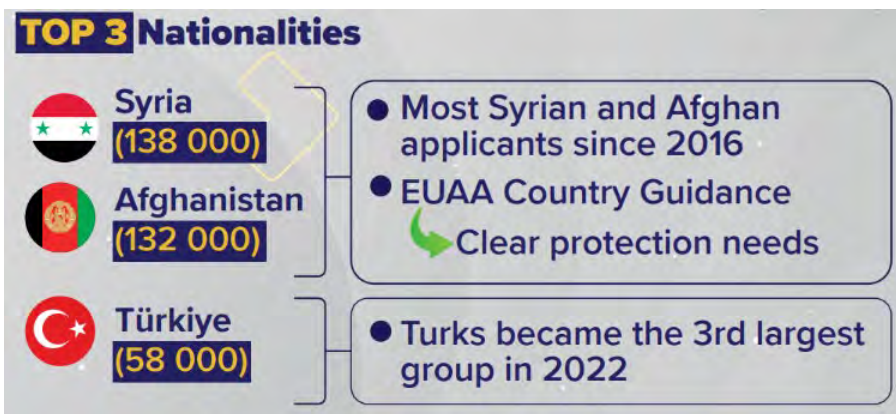 TOP 3 Nationalities
Syria
(138 000)
Afghanistan
(132 000)
Most Syrian and Afghan
applicants since 2016
EUAA Country Guidance
Clear protection needs
Türkiye
(58 000)
Turks became the 3rd largest
group in 2022